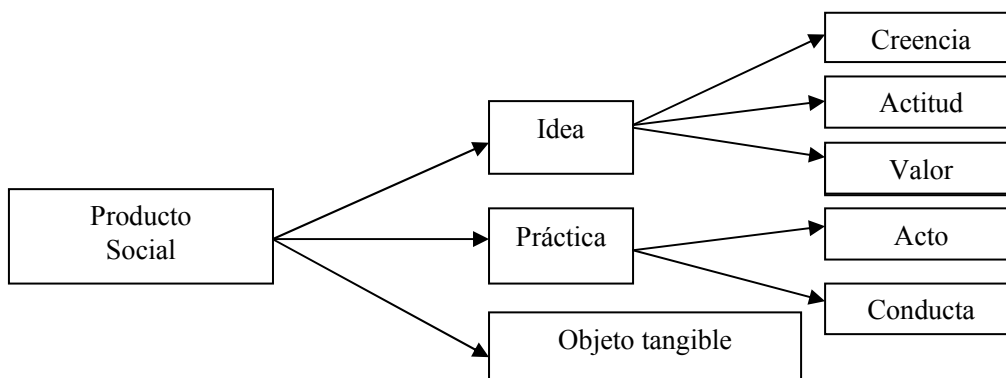 Producto
Social
Idea
Práctica
Objeto tangible
Creencia
Actitud
Valor
Acto
Conducta